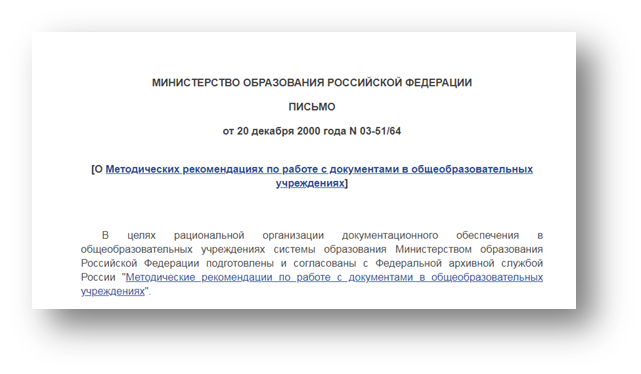 МИНИСТЕРСТВО ОБРАЗОВАНИЯ РОССИЙСКОЙ ФЕДЕРАЦИИ
ПИСЬМО
от 20 декабря 2000 года N 03-51/64
[О Методических рекомендациях по работе с документами в общеобразовательных
учреждениях]
В целях рациональной организации документационного обеспечения в
общеобразовательных учреждениях системы образования Министерством образования
Российской Федерации подготовлены и согласованы с Федеральной архивной службой
России "Методические рекомендации по работе с документами в общеобразовательных
учреждениях".